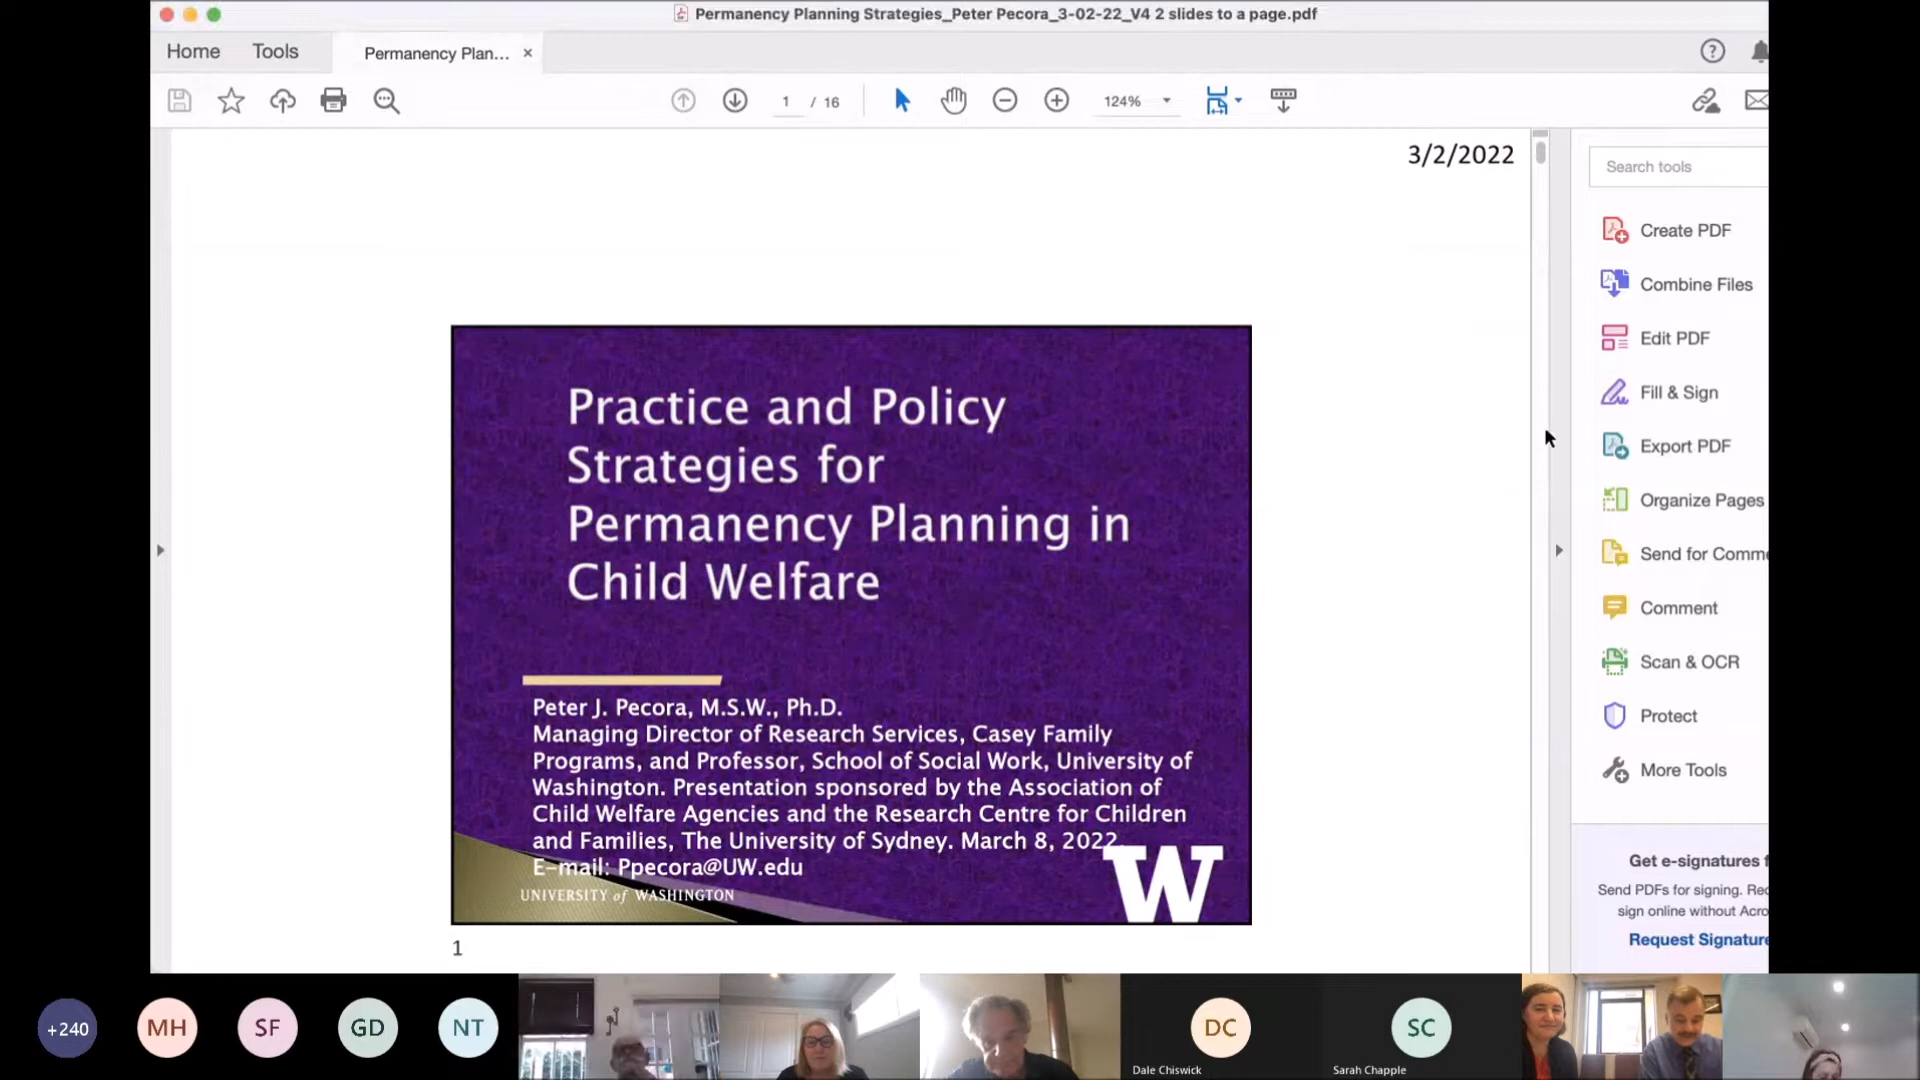 Permanency Planning Strategies_Peter Pecora_3-02-22_V4 2 slides to a page.pdf
Home
Tools
Permanency Plan... ×
1 / 16
124%
3/2/2022
Search tools
Create PDF
Combine Files
Edit PDF
Fill & Sign
Export PDF
Organize Pages
Send for Comme
Comment
Scan & OCR
Protect
More Tools
Get e-signatures f
Send PDFs for signing. Rec
sign online without Acro
Request Signature
Practice and Policy
Strategies for
Permanency Planning in
Child Welfare
Peter J. Pecora, M.S.W., Ph.D.
Managing Director of Research Services, Casey Family
Programs, and Professor, School of Social Work, University of
Washington. Presentation sponsored by the Association of
Child Welfare Agencies and the Research Centre for Children
and Families, The University of Sydney. March 8, 2022.
E-mail: Ppecora@UW.edu
UNIVERSITY of WASHINGTON
W
1
+240
MH
SF
GD
NT
DC
Dale Chiswick
SC
Sarah Chapple